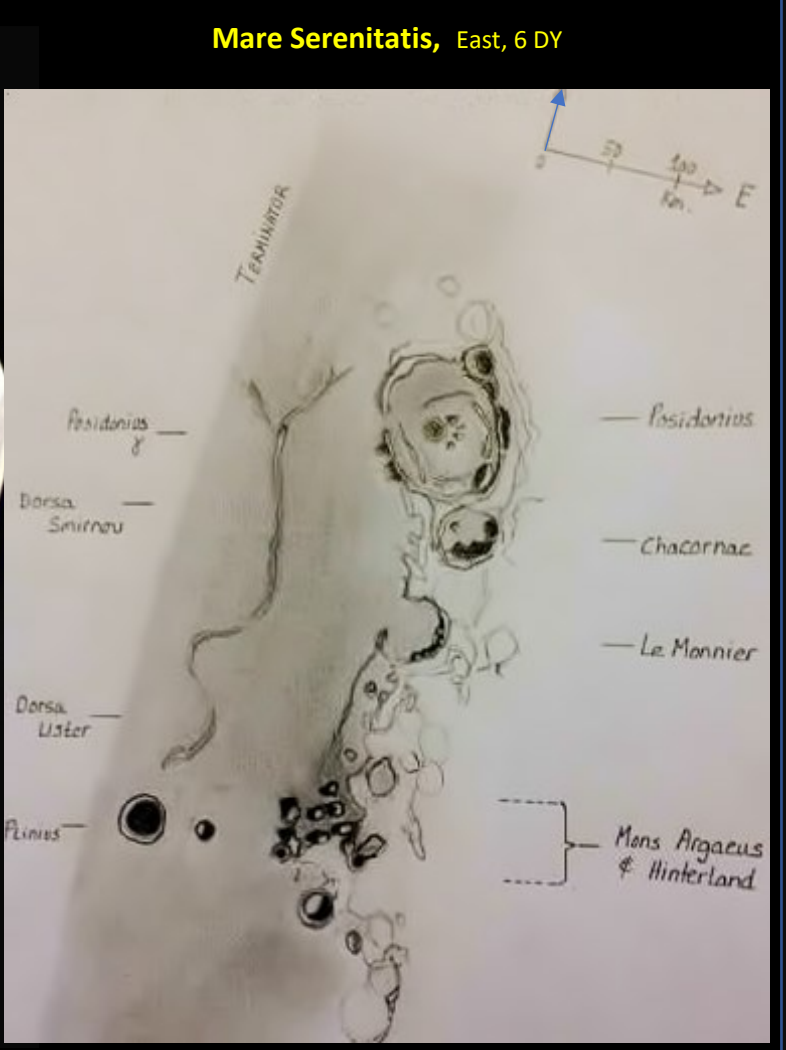 Mare Serenitatis, East, 6 DY
0 50 100
Km.
E
TERMINATOR
Posidonius
γ
Posidonius
Dorsa
Smirnov
Chacornac
Le Monnier
Dorsa
Lister
Plinius
Mons Argaeus
& Hinterland